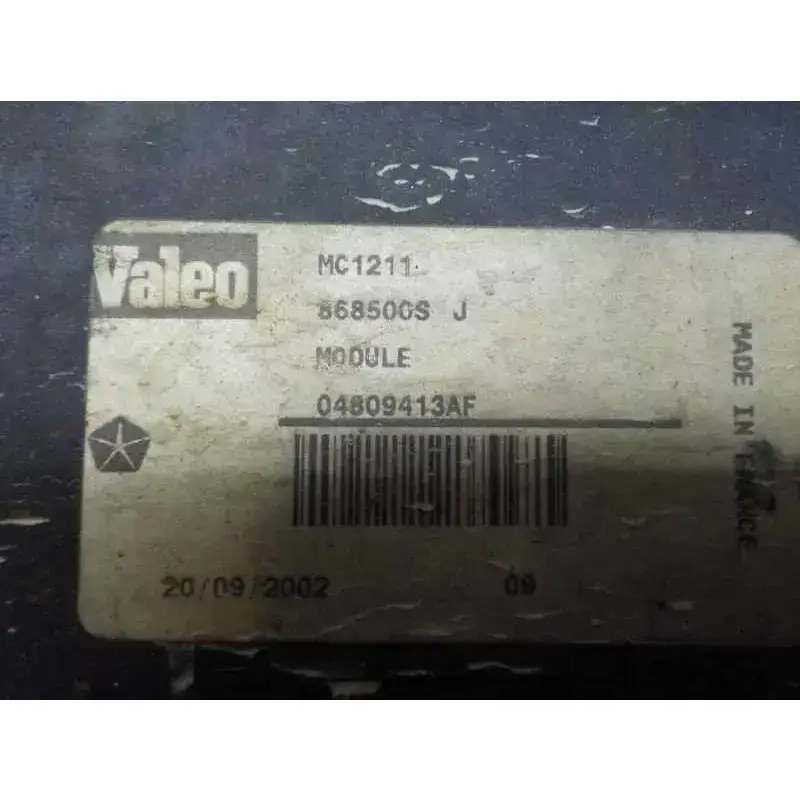 Valeo
MC1211
868500S J
MODULE
04809413AF
20/09/2002 09
MADE IN FRANCE